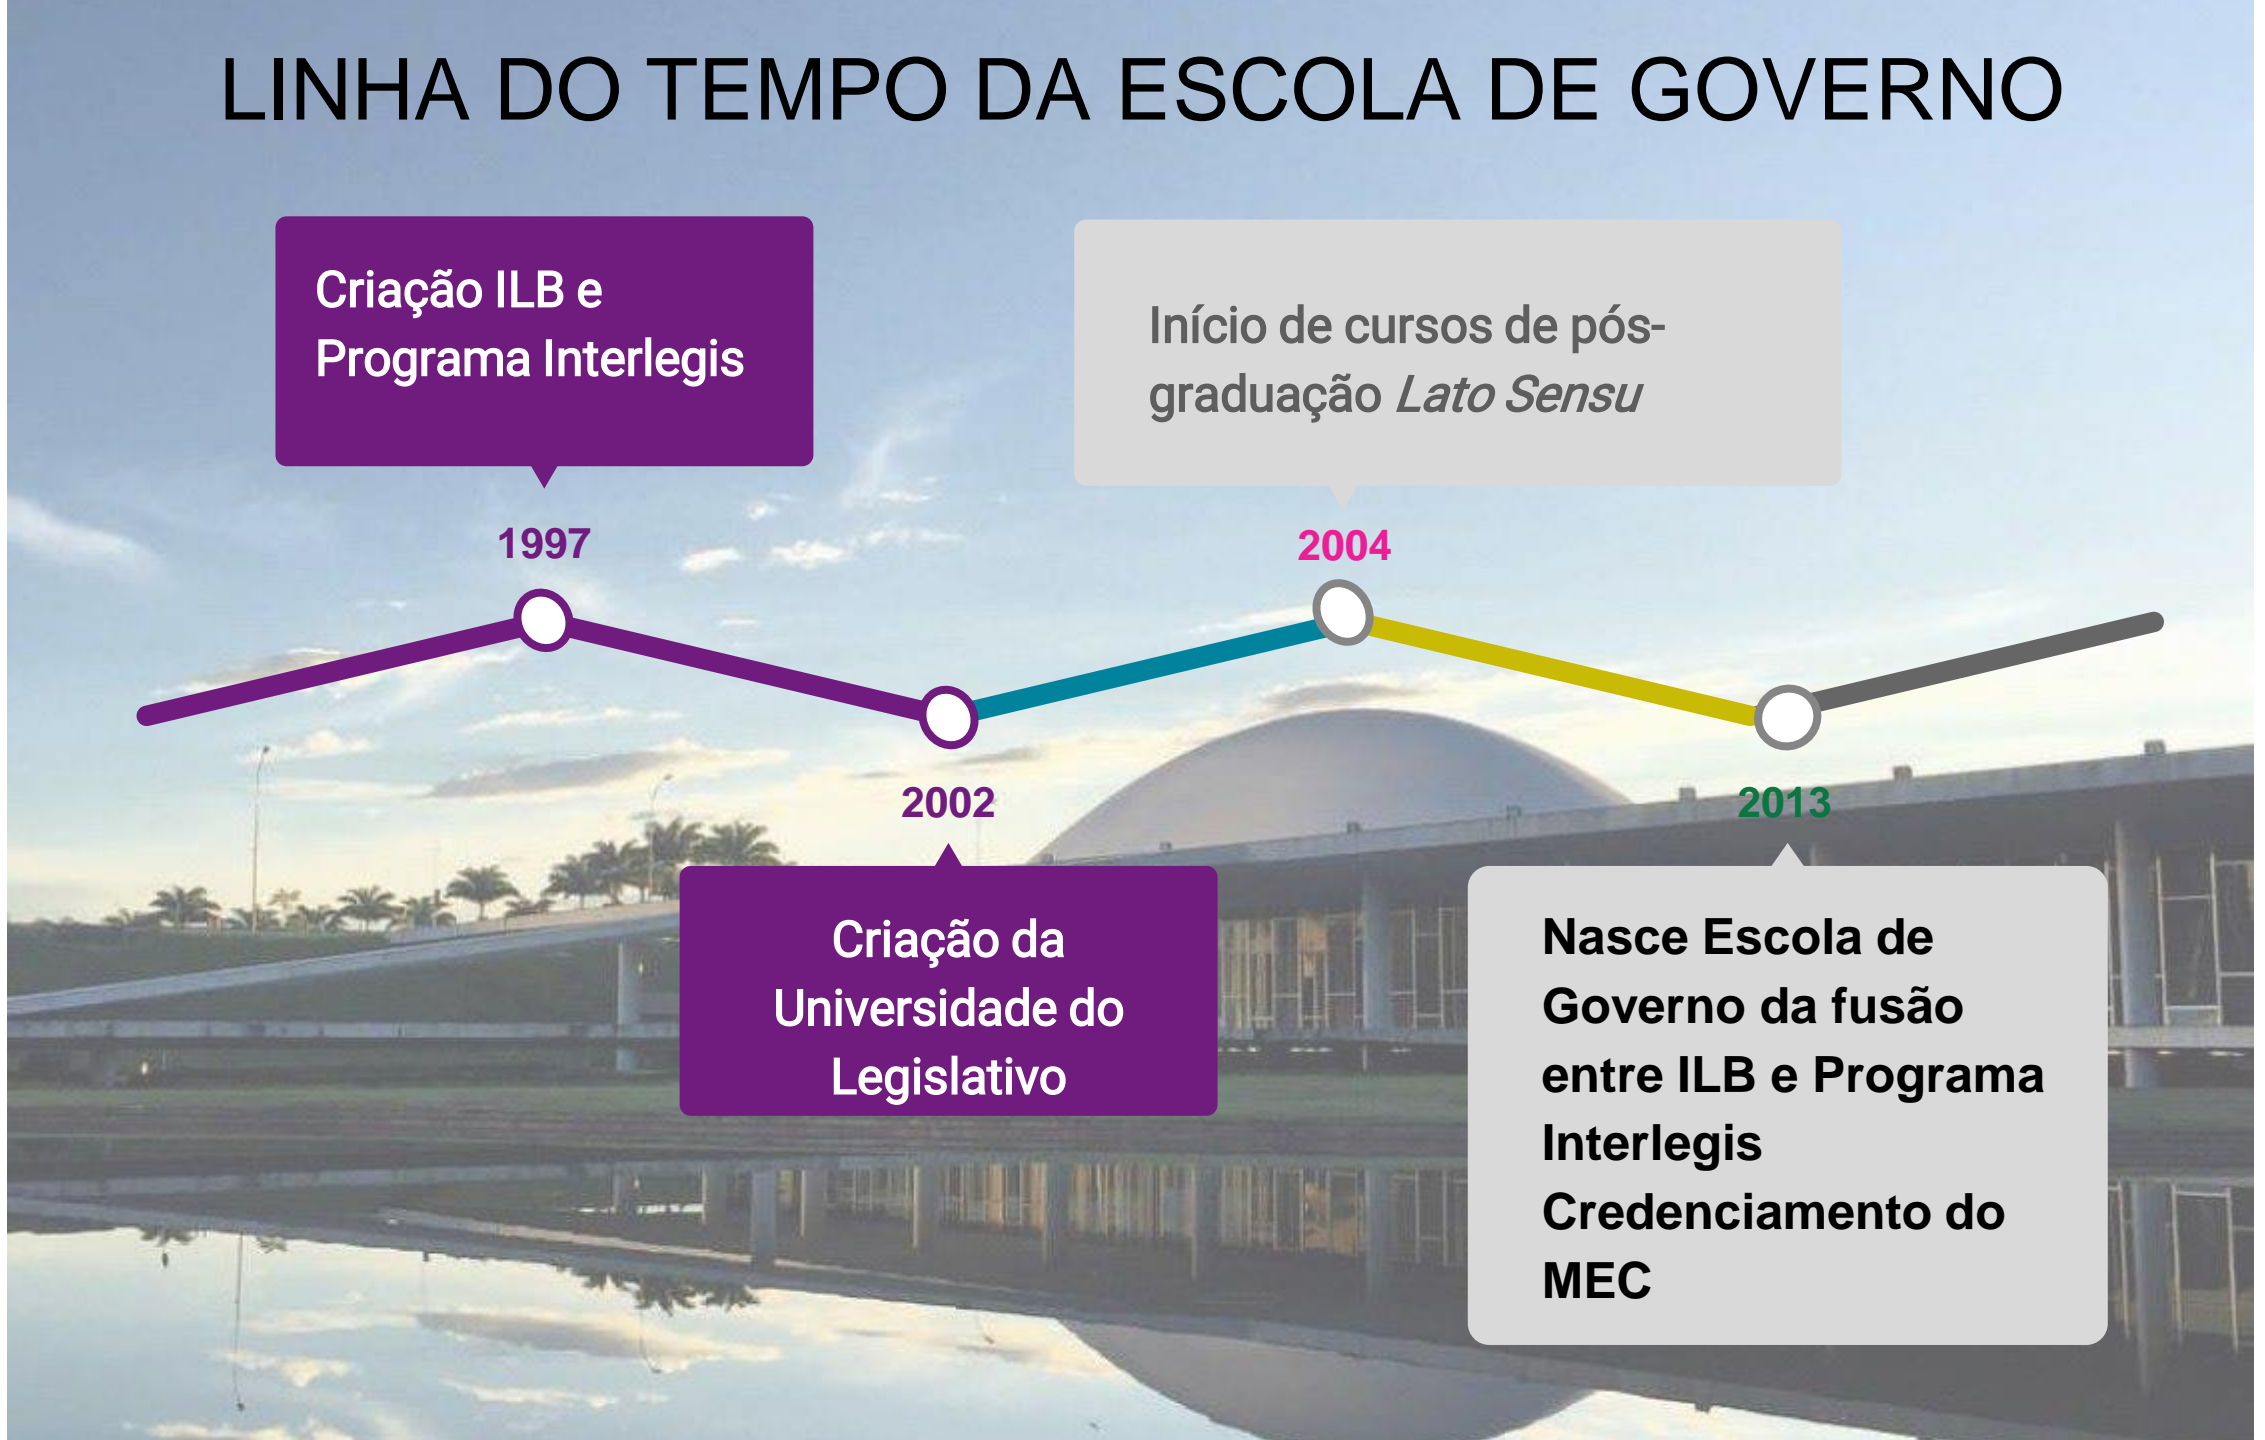 LINHA DO TEMPO DA ESCOLA DE GOVERNO
Criação ILB e
Programa Interlegis
1997
Início de cursos de pós-
graduação Lato Sensu
2004
2002
Criação da
Universidade do
Legislativo
2013
Nasce Escola de
Governo da fusão
entre ILB e Programa
Interlegis
Credenciamento do
MEC